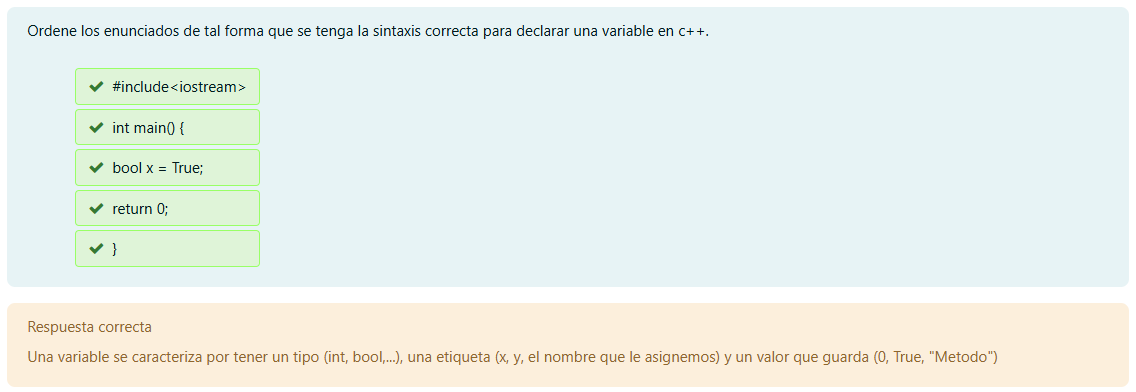 Ordene los enunciados de tal forma que se tenga la sintaxis correcta para declarar una variable en c++.
#include<iostream>
int main() {
bool x = True;
return 0;
}
Respuesta correcta
Una variable se caracteriza por tener un tipo (int, bool,...), una etiqueta (x, y, el nombre que le asignemos) y un valor que guarda (0, True, "Metodo")